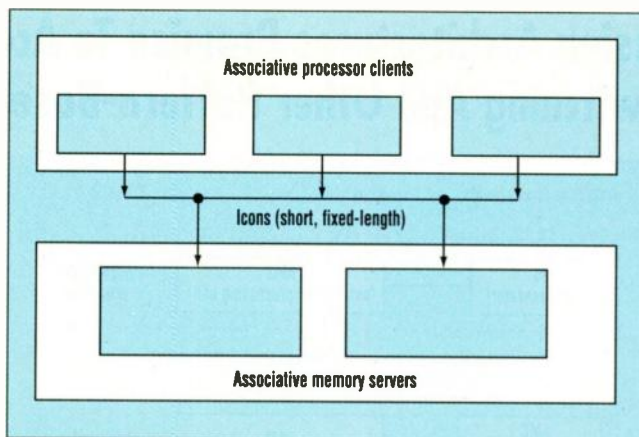 Associative processor clients
Icons (short, fixed-length)
Associative memory servers